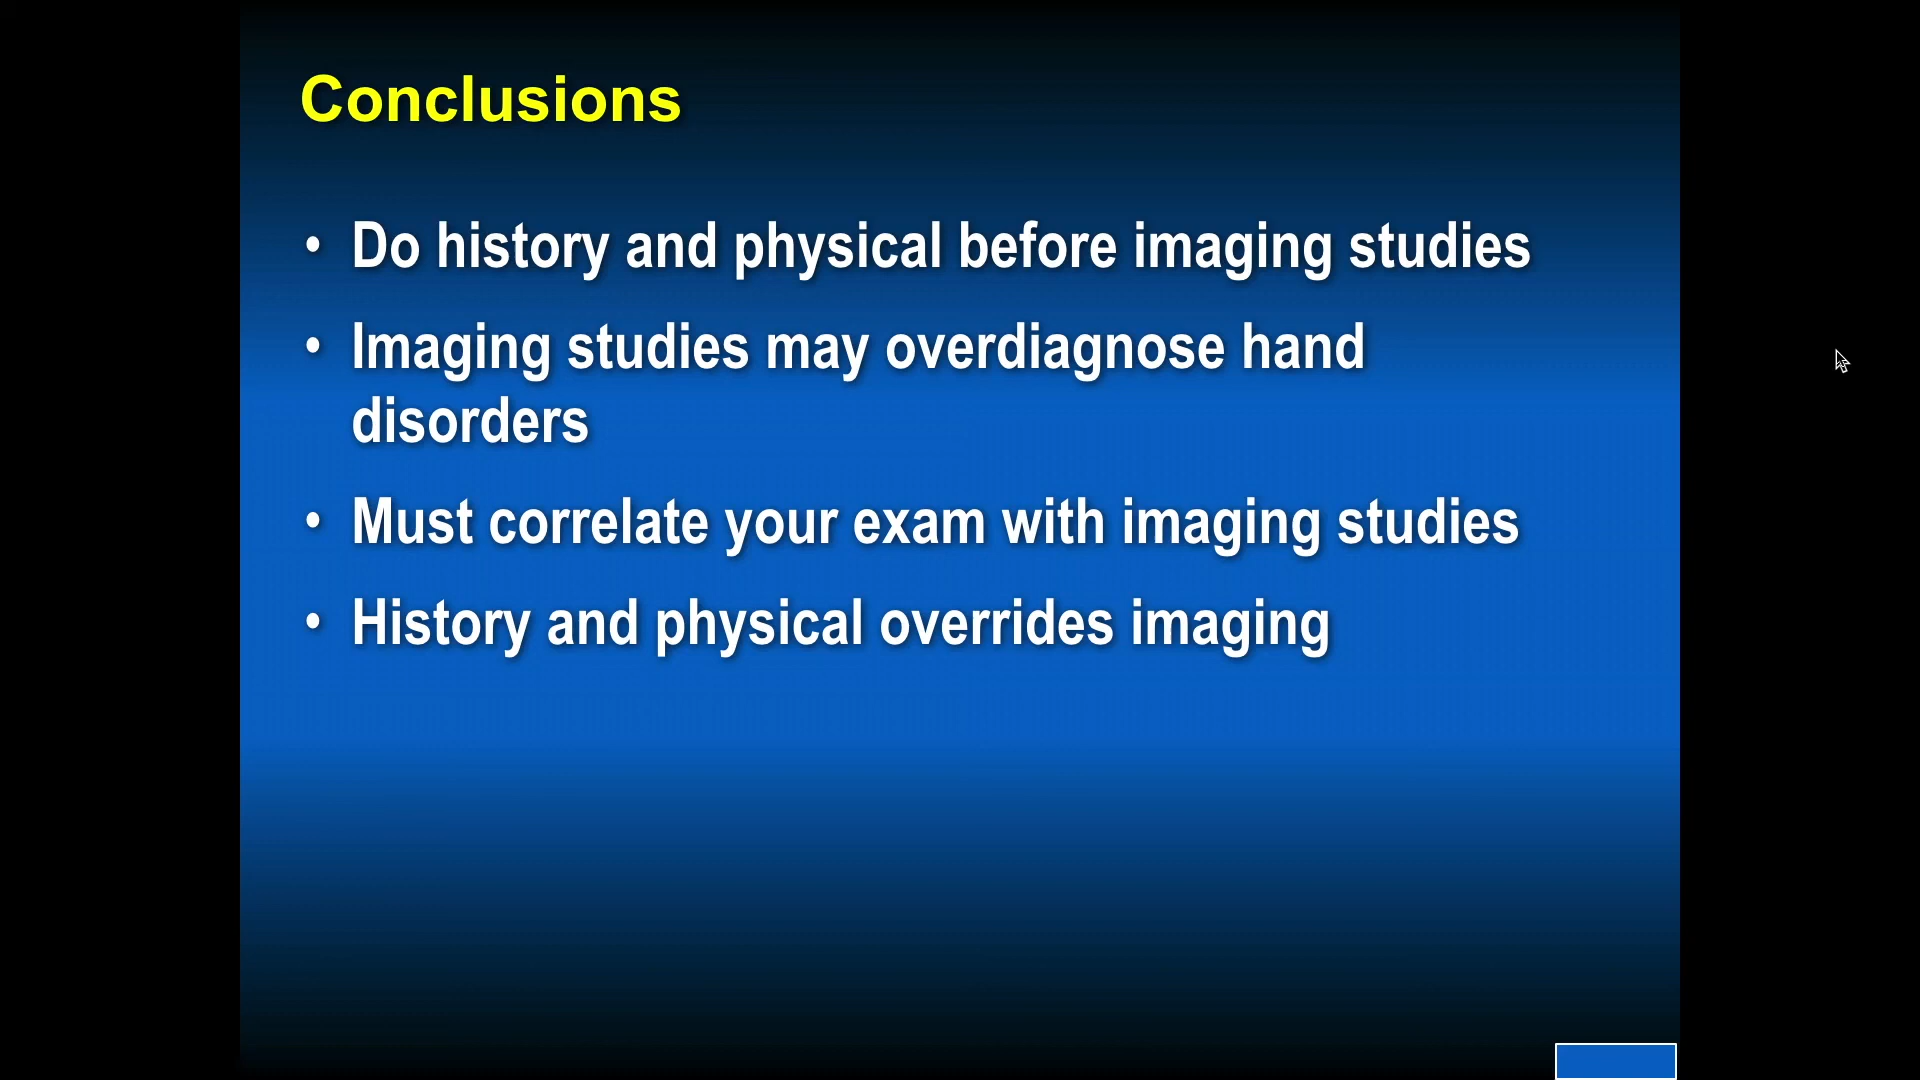 Conclusions
• Do history and physical before imaging studies
• Imaging studies may overdiagnose hand
disorders
• Must correlate your exam with imaging studies
• History and physical overrides imaging